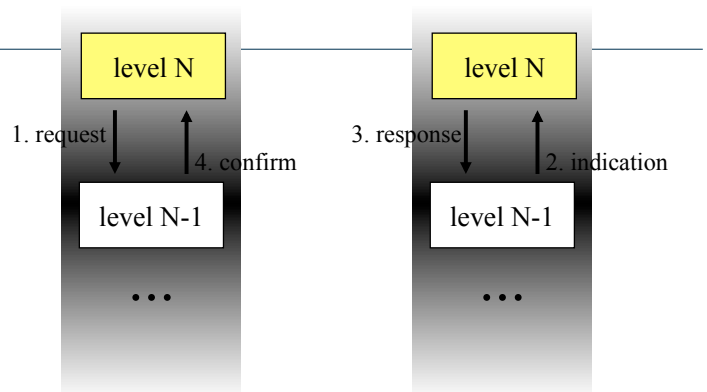 level N
level N
1. request
3. response
4. confirm
2. indication
level N-1
level N-1
...
...